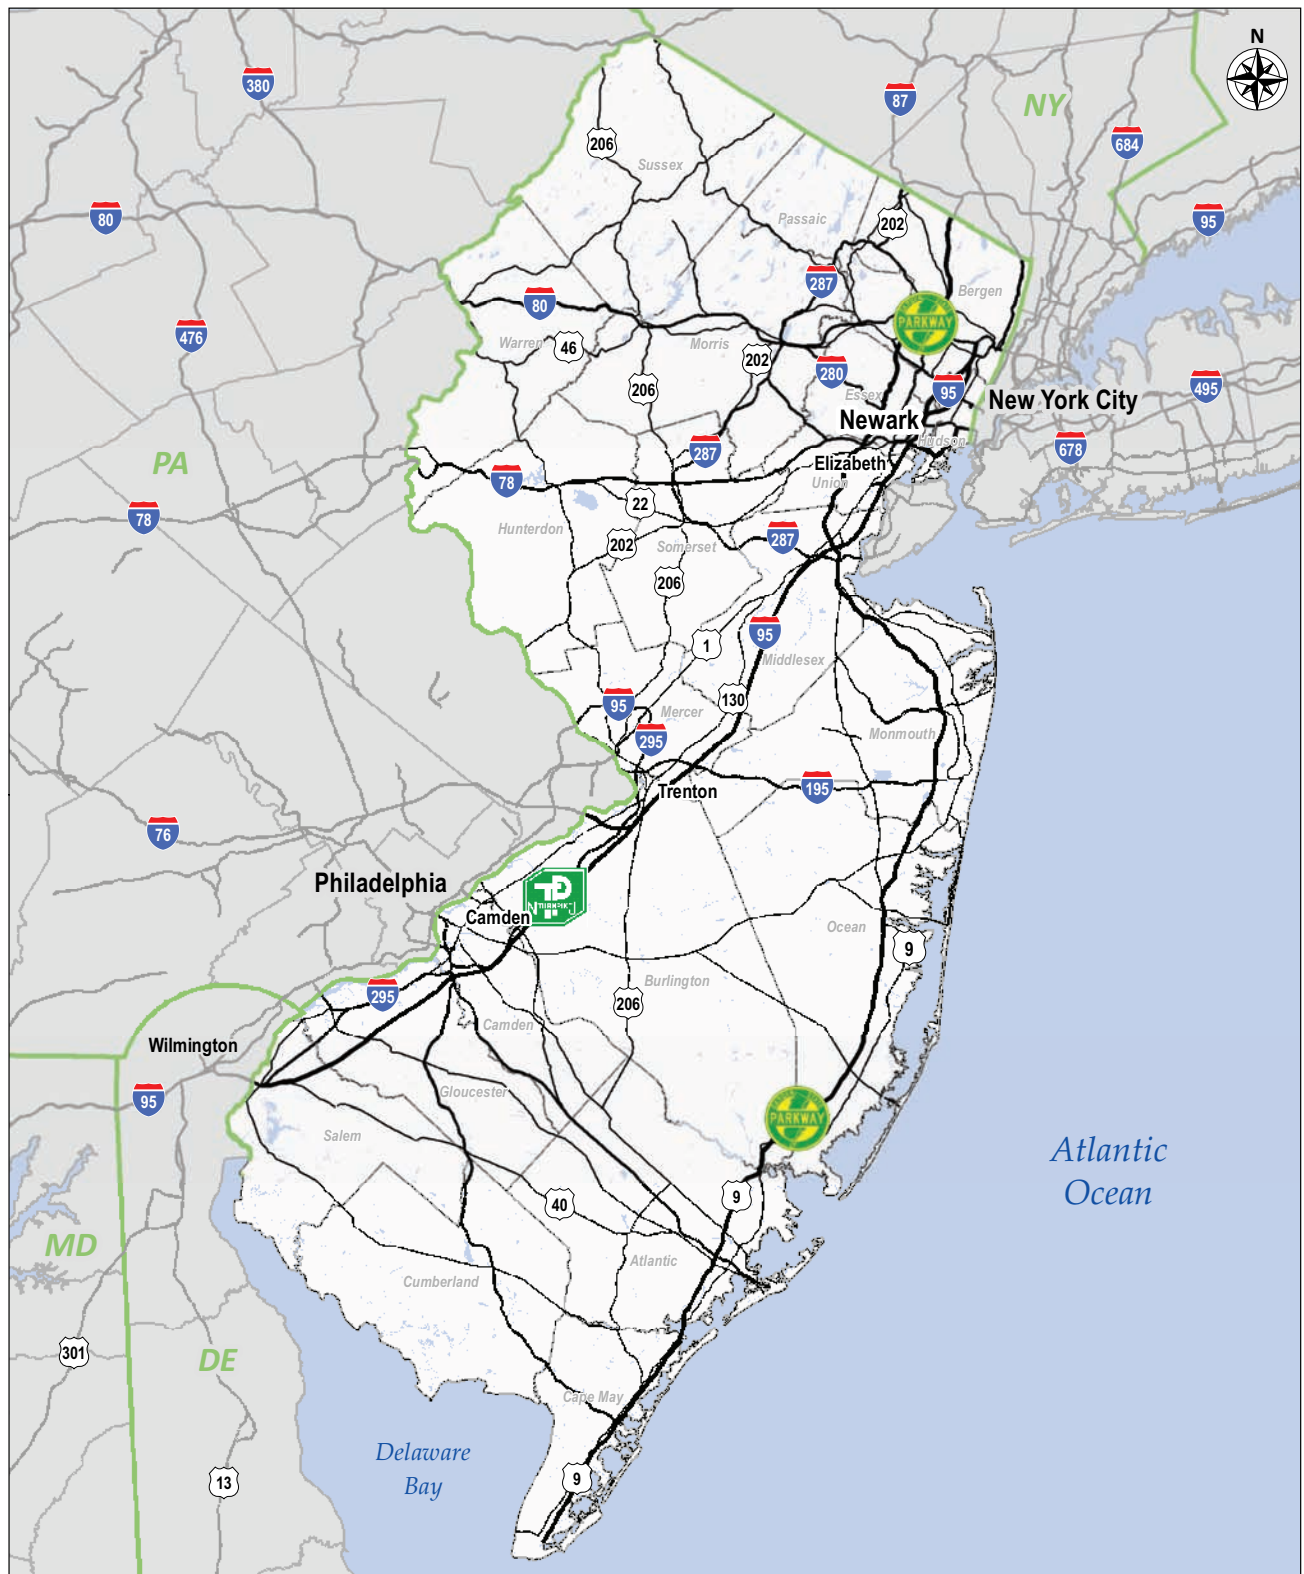 N
380
87
NY
684
206
Sussex
80
Passaic
202
95
287
Bergen
80
PARKWAY
476
Warren
46
Morris
202
280
206
Essex
95
495
New York City
Newark
Hudson
678
PA
287
Elizabeth
78
Union
22
78
Hunterdon
202
Somerset
287
206
1
95
Middlesex
95
130
Mercer
295
Monmouth
Trenton
195
76
Philadelphia
TURNPIKE
N J
Camden
Ocean
9
Burlington
295
206
Camden
Wilmington
95
Gloucester
GARDEN STATE
PARKWAY
Salem
Atlantic
Ocean
40
9
MD
Atlantic
Cumberland
301
DE
Cape May
Delaware
Bay
13
9